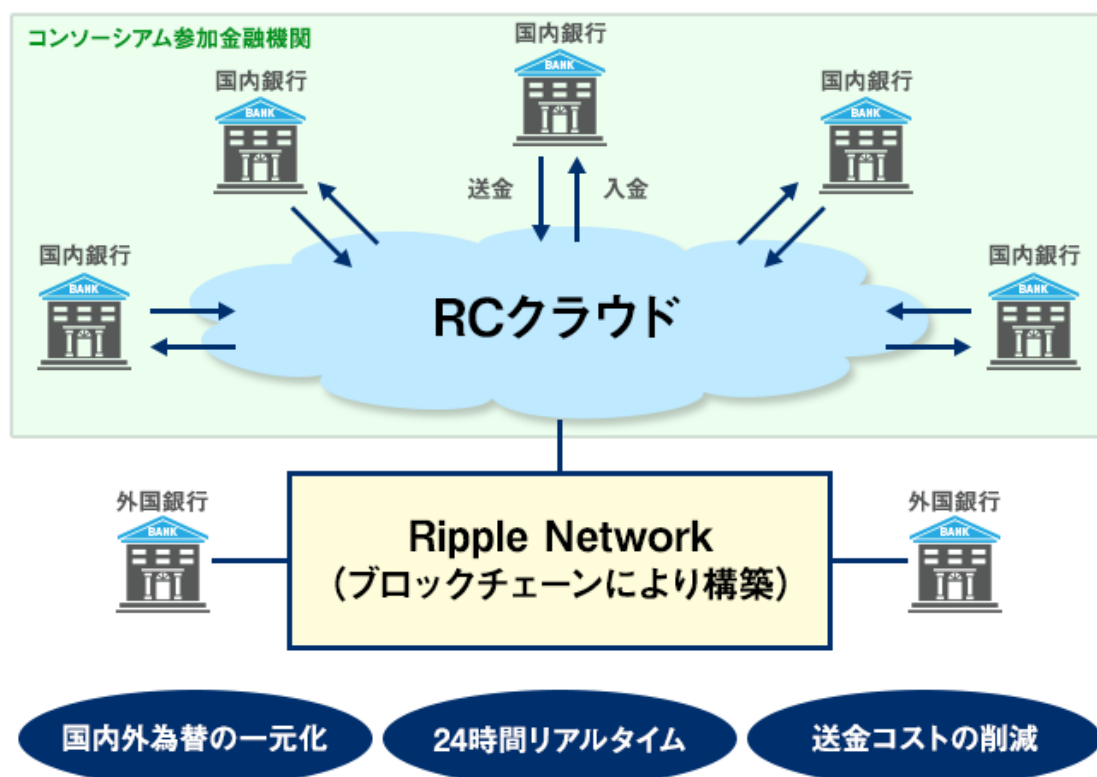 コンソーシアム参加金融機関
国内銀行
BANK
国内銀行
BANK
国内銀行
BANK
送金
入金
国内銀行
BANK
国内銀行
BANK
RCクラウド
外国銀行
BANK
外国銀行
BANK
Ripple Network
(ブロックチェーンにより構築)
国内外為替の一元化
24時間リアルタイム
送金コストの削減